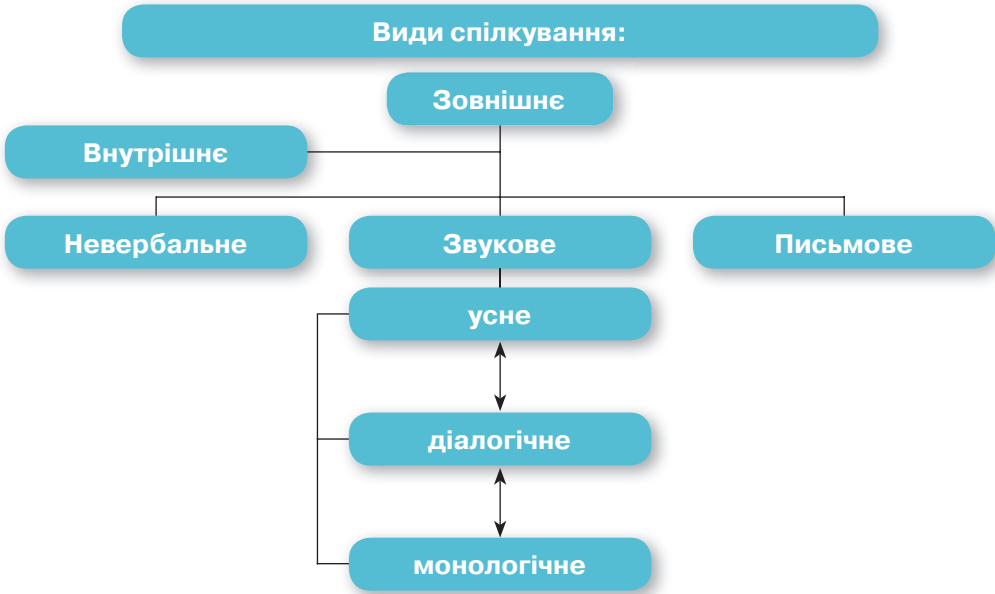 Види спілкування:
Зовнішнє
Внутрішнє
Невербальне
Звукове
Письмове
усне
діалогічне
монологічне